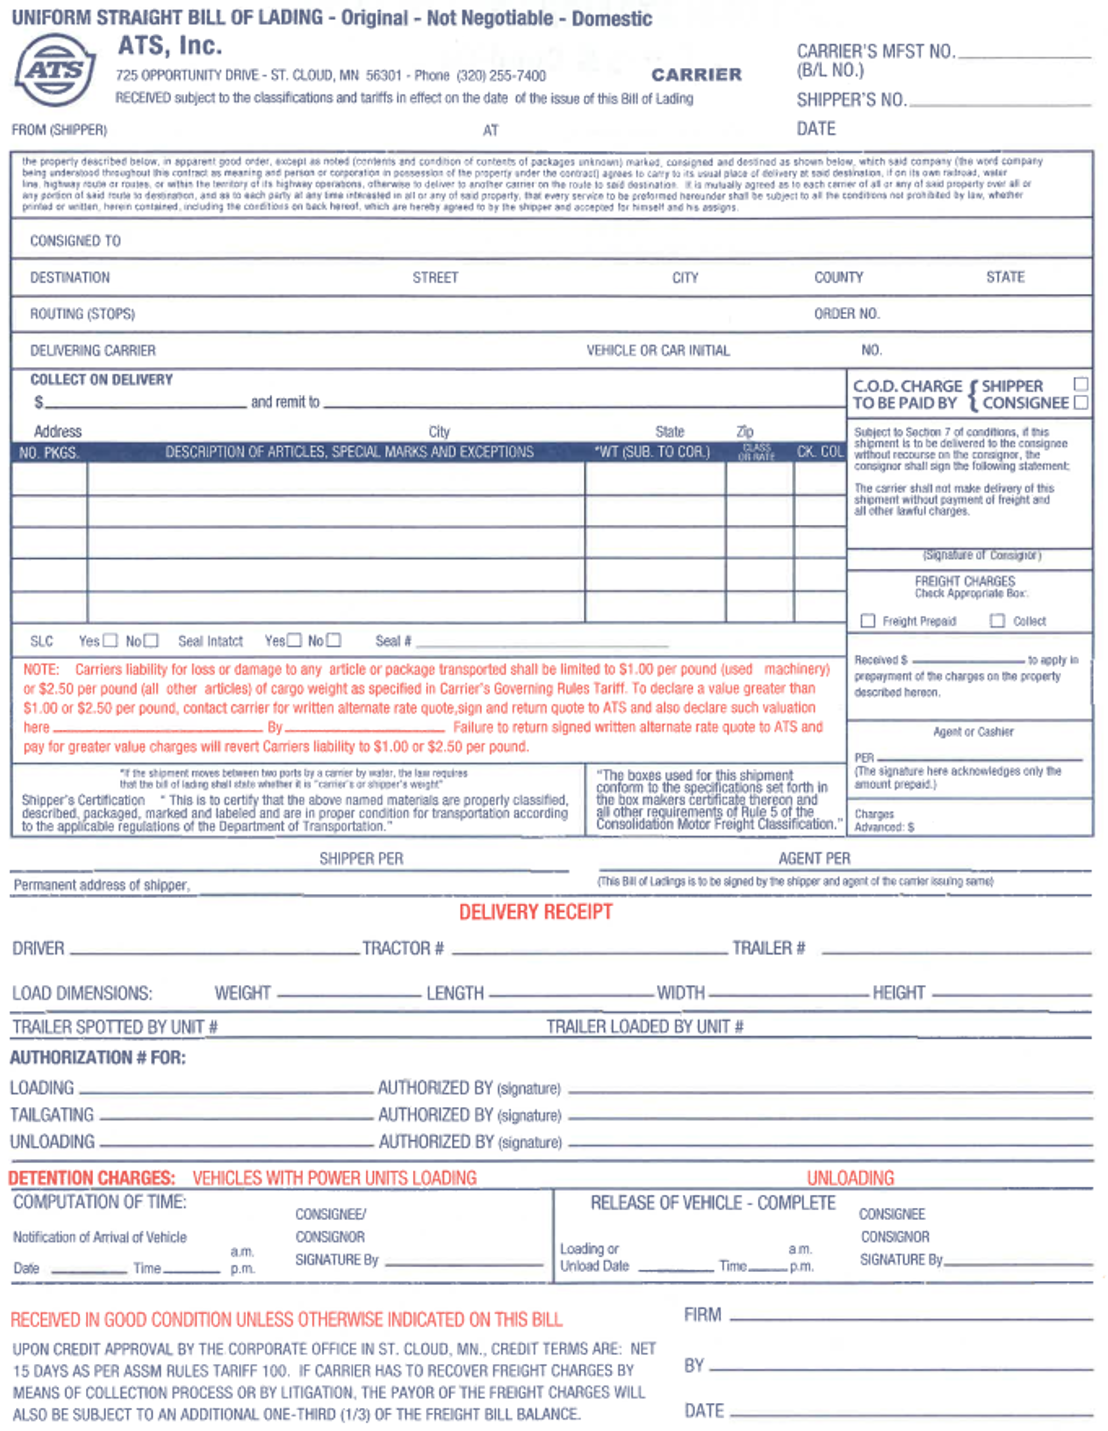 UNIFORM STRAIGHT BILL OF LADING - Original - Not Negotiable - Domestic
ATS
ATS, Inc.
725 OPPORTUNITY DRIVE - ST. CLOUD, MN 56301 - Phone (320) 255-7400
CARRIER
RECEIVED subject to the classifications and tariffs in effect on the date of the issue of this Bill of Lading
CARRIER'S MFST NO.
(B/L NO.)
SHIPPER'S NO.
FROM (SHIPPER) AT DATE
the property described below, in apparent good order, except as noted (contents and condition of contents of packages unknown) marked, consigned and destined as shown below, which said company (the word company
being understood throughout this contract as meaning and person or corporation in possession of the property under the contract) agrees to carry to its usual place of delivery at said destination, if on its own railroad, water
line, highway route or routes, or within the territory of its highway operations, otherwise to deliver to another carrier on the route to said destination. It is mutually agreed as to each carrier of all or any of said property over all or
any portion of said route to destination, and as to each party at any time interested in all or any of said property, that every service to be preformed hereunder shall be subject to all the conditions not prohibited by law, whether
printed or written, herein contained, including the conditions on back hereof, which are hereby agreed to by the shipper and accepted for himself and his assigns.
CONSIGNED TO
DESTINATION STREET CITY COUNTY STATE
ROUTING (STOPS) ORDER NO.
DELIVERING CARRIER VEHICLE OR CAR INITIAL NO.
COLLECT ON DELIVERY
$ and remit to
Address City State Zip
C.O.D. CHARGE { SHIPPER
TO BE PAID BY { CONSIGNEE
NO. PKGS. DESCRIPTION OF ARTICLES, SPECIAL MARKS AND EXCEPTIONS *WT (SUB. TO COR.) CLASS OR RATE CK. COL
Subject to Section 7 of conditions, if this
shipment is to be delivered to the consignee
without recourse on the consignor, the
consignor shall sign the following statement;
The carrier shall not make delivery of this
shipment without payment of freight and
all other lawful charges.
(Signature of Consignor)
FREIGHT CHARGES
Check Appropriate Box:
Freight Prepaid Collect
SLC Yes No Seal Intatct Yes No Seal #
NOTE: Carriers liability for loss or damage to any article or package transported shall be limited to $1.00 per pound (used machinery)
or $2.50 per pound (all other articles) of cargo weight as specified in Carrier's Governing Rules Tariff. To declare a value greater than
$1.00 or $2.50 per pound, contact carrier for written alternate rate quote,sign and return quote to ATS and also declare such valuation
here By Failure to return signed written alternate rate quote to ATS and
pay for greater value charges will revert Carriers liability to $1.00 or $2.50 per pound.
Received $ to apply in
prepayment of the charges on the property
described hereon.
Agent or Cashier
PER
(The signature here acknowledges only the
amount prepaid.)
Charges
Advanced: $
"If the shipment moves between two ports by a carrier by water, the law requires
that the bill of lading shall state whether it is "carrier's or shipper's weight"
Shipper's Certification " This is to certify that the above named materials are properly classified,
described, packaged, marked and labeled and are in proper condition for transportation according
to the applicable regulations of the Department of Transportation."
"The boxes used for this shipment
conform to the specifications set forth in
the box makers certificate thereon and
all other requirements of Rule 5 of the
Consolidation Motor Freight Classification."
SHIPPER PER AGENT PER
Permanent address of shipper,
(This Bill of Ladings is to be signed by the shipper and agent of the carrier issuing same)
DELIVERY RECEIPT
DRIVER TRACTOR # TRAILER #
LOAD DIMENSIONS: WEIGHT LENGTH WIDTH HEIGHT
TRAILER SPOTTED BY UNIT # TRAILER LOADED BY UNIT #
AUTHORIZATION # FOR:
LOADING AUTHORIZED BY (signature)
TAILGATING AUTHORIZED BY (signature)
UNLOADING AUTHORIZED BY (signature)
DETENTION CHARGES: VEHICLES WITH POWER UNITS LOADING UNLOADING
COMPUTATION OF TIME:
Notification of Arrival of Vehicle
Date Time a.m. p.m.
CONSIGNEE/
CONSIGNOR
SIGNATURE By
RELEASE OF VEHICLE - COMPLETE
Loading or
Unload Date Time a.m. p.m.
CONSIGNEE
CONSIGNOR
SIGNATURE By
RECEIVED IN GOOD CONDITION UNLESS OTHERWISE INDICATED ON THIS BILL
UPON CREDIT APPROVAL BY THE CORPORATE OFFICE IN ST. CLOUD, MN., CREDIT TERMS ARE: NET
15 DAYS AS PER ASSM RULES TARIFF 100. IF CARRIER HAS TO RECOVER FREIGHT CHARGES BY
MEANS OF COLLECTION PROCESS OR BY LITIGATION, THE PAYOR OF THE FREIGHT CHARGES WILL
ALSO BE SUBJECT TO AN ADDITIONAL ONE-THIRD (1/3) OF THE FREIGHT BILL BALANCE.
FIRM
BY
DATE